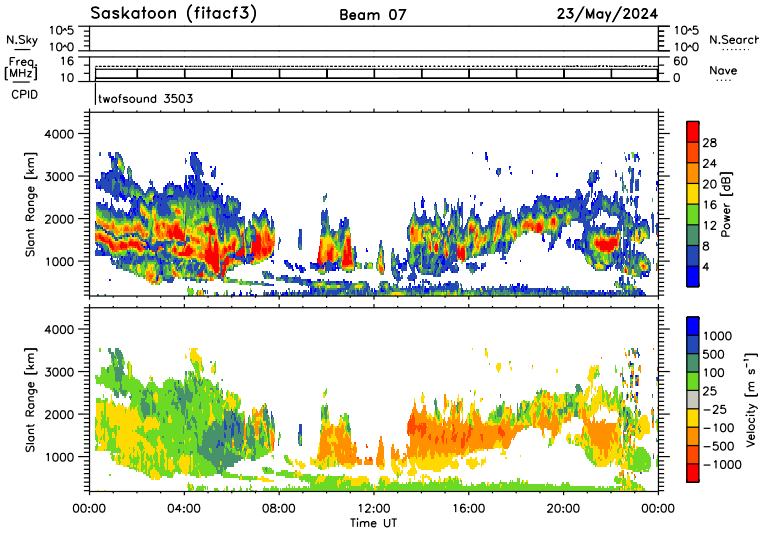 Saskatoon (fitacf3) Beam 07 23/May/2024
N.Sky 10^5 10^0 10^5 10^0 N.Search
Freq. [MHz] 16 10 60 0 Nave
CPID twofsound 3503
Slant Range [km] 4000 3000 2000 1000
Power [dB] 28 24 20 16 12 8 4
Slant Range [km] 4000 3000 2000 1000
Velocity [m s^-1] 1000 500 100 25 -25 -100 -500 -1000
00:00 04:00 08:00 12:00 16:00 20:00 00:00
Time UT